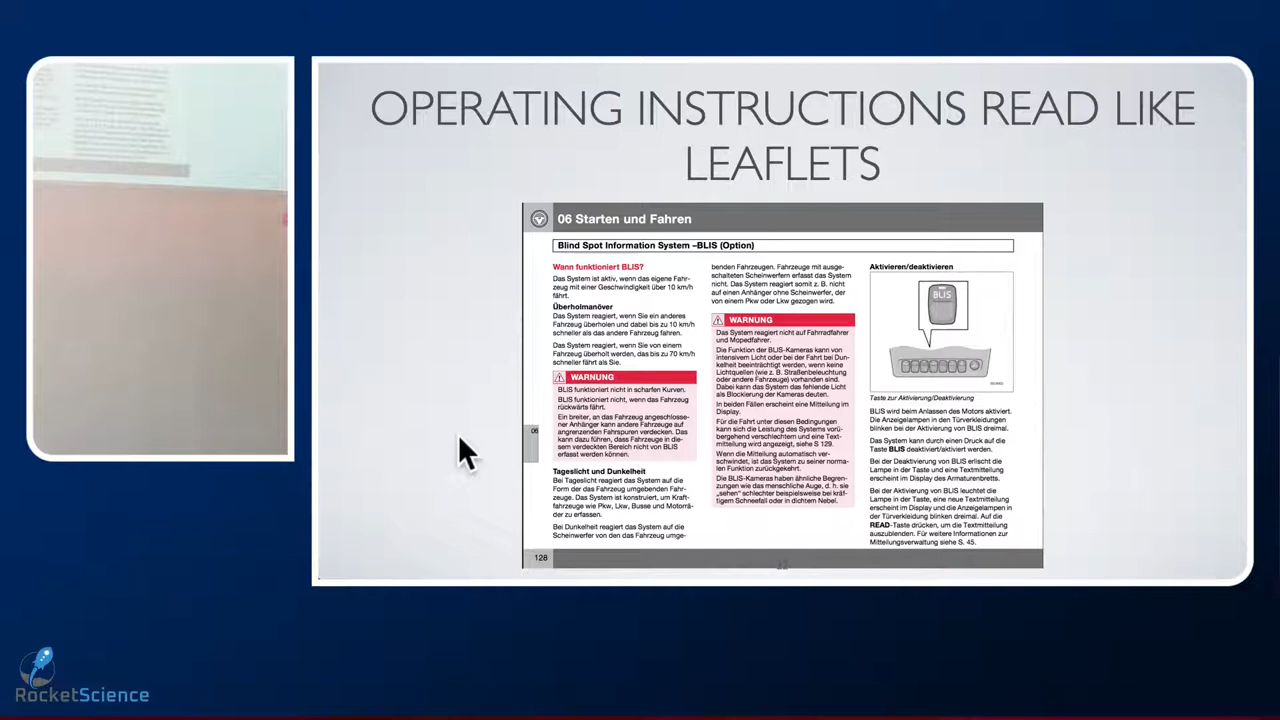 OPERATING INSTRUCTIONS READ LIKE
LEAFLETS
06 Starten und Fahren
Blind Spot Information System –BLIS (Option)
Wann funktioniert BLIS?
Das System ist aktiv, wenn das eigene Fahr-
zeug mit einer Geschwindigkeit über 10 km/h
fährt.
Überholmanöver
Das System reagiert, wenn Sie ein anderes
Fahrzeug überholen und dabei bis zu 10 km/h
schneller als das andere Fahrzeug fahren.
Das System reagiert, wenn Sie von einem
Fahrzeug überholt werden, das bis zu 70 km/h
schneller fährt als Sie.
WARNUNG
BLIS funktioniert nicht in scharfen Kurven.
BLIS funktioniert nicht, wenn das Fahrzeug
rückwärts fährt.
Ein breiter, an das Fahrzeug angeschlosse-
ner Anhänger kann andere Fahrzeuge auf
angrenzenden Fahrspuren verdecken. Das
kann dazu führen, dass Fahrzeuge in die-
sem verdeckten Bereich nicht von BLIS
erfasst werden können.
06
Tageslicht und Dunkelheit
Bei Tageslicht reagiert das System auf die
Form der das Fahrzeug umgebenden Fahr-
zeuge. Das System ist konstruiert, um Kraft-
fahrzeuge wie Pkw, Lkw, Busse und Motorrä-
der zu erfassen.
Bei Dunkelheit reagiert das System auf die
Scheinwerfer von den das Fahrzeug umge-
benden Fahrzeugen. Fahrzeuge mit ausge-
schalteten Scheinwerfern erfasst das System
nicht. Das System reagiert somit z. B. nicht
auf einen Anhänger ohne Scheinwerfer, der
von einem Pkw oder Lkw gezogen wird.
WARNUNG
Das System reagiert nicht auf Fahrradfahrer
und Mopedfahrer.
Die Funktion der BLIS-Kameras kann von
intensivem Licht oder bei der Fahrt bei Dun-
kelheit beeinträchtigt werden, wenn keine
Lichtquellen (wie z. B. Straßenbeleuchtung
oder andere Fahrzeuge) vorhanden sind.
Dabei kann das System das fehlende Licht
als Blockierung der Kameras deuten.
In beiden Fällen erscheint eine Mitteilung im
Display.
Für die Fahrt unter diesen Bedingungen
kann sich die Leistung des Systems vorü-
bergehend verschlechtern und eine Text-
mitteilung wird angezeigt, siehe S 129.
Wenn die Mitteilung automatisch ver-
schwindet, ist das System zu seiner norma-
len Funktion zurückgekehrt.
Die BLIS-Kameras haben ähnliche Begren-
zungen wie das menschliche Auge, d. h. sie
„sehen“ schlechter beispielsweise bei kräf-
tigem Schneefall oder in dichtem Nebel.
Aktivieren/deaktivieren
BLIS
Taste zur Aktivierung/Deaktivierung
BLIS wird beim Anlassen des Motors aktiviert.
Die Anzeigelampen in den Türverkleidungen
blinken bei der Aktivierung von BLIS dreimal.
Das System kann durch einen Druck auf die
Taste BLIS deaktiviert/aktiviert werden.
Bei der Deaktivierung von BLIS erlischt die
Lampe in der Taste und eine Textmitteilung
erscheint im Display des Armaturenbretts.
Bei der Aktivierung von BLIS leuchtet die
Lampe in der Taste, eine neue Textmitteilung
erscheint im Display und die Anzeigelampen in
der Türverkleidung blinken dreimal. Auf die
READ-Taste drücken, um die Textmitteilung
auszublenden. Für weitere Informationen zur
Mitteilungsverwaltung siehe S. 45.
128
RocketScience